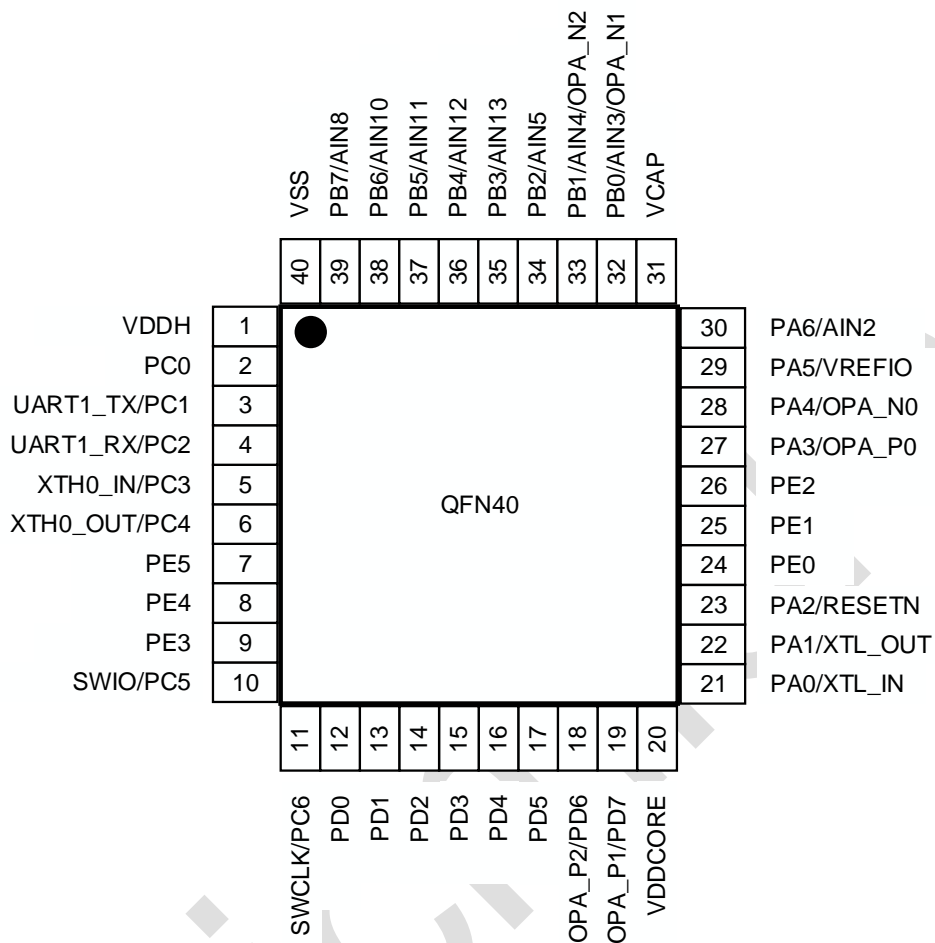 VSS
PB7/AIN8
PB6/AIN10
PB5/AIN11
PB4/AIN12
PB3/AIN13
PB2/AIN5
PB1/AIN4/OPA_N2
PB0/AIN3/OPA_N1
VCAP
40
39
38
37
36
35
34
33
32
31
VDDH 1
PC0 2
UART1_TX/PC1 3
UART1_RX/PC2 4
XTH0_IN/PC3 5
XTH0_OUT/PC4 6
PE5 7
PE4 8
PE3 9
SWIO/PC5 10
QFN40
30 PA6/AIN2
29 PA5/VREFIO
28 PA4/OPA_N0
27 PA3/OPA_P0
26 PE2
25 PE1
24 PE0
23 PA2/RESETN
22 PA1/XTL_OUT
21 PA0/XTL_IN
11
12
13
14
15
16
17
18
19
20
SWCLK/PC6
PD0
PD1
PD2
PD3
PD4
PD5
OPA_P2/PD6
OPA_P1/PD7
VDDCORE